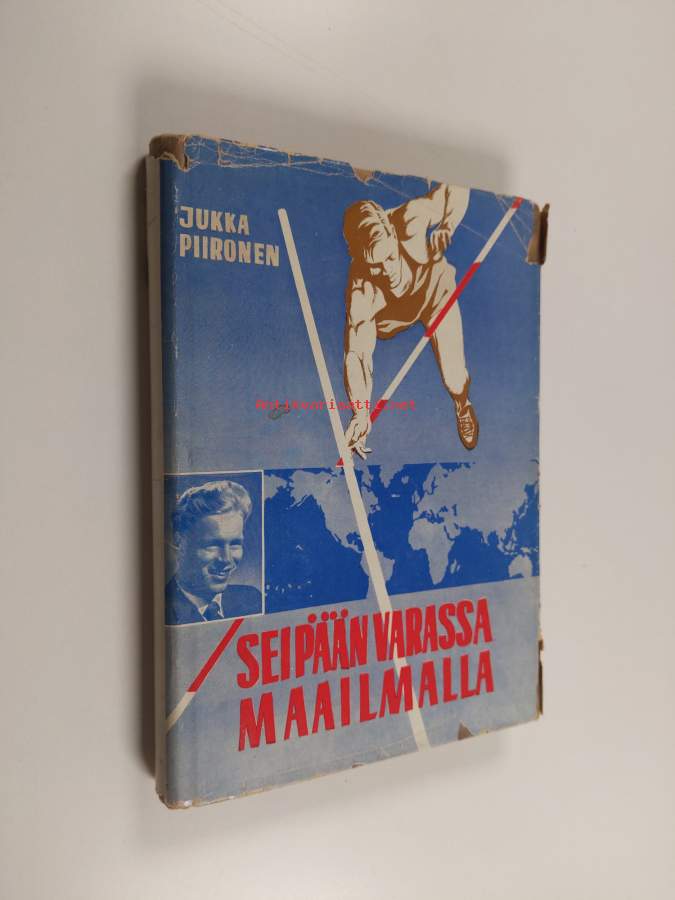 JUKKA
PIIRONEN
Antikvariaatti.net
SEIPÄÄN VARASSA
MAAILMALLA